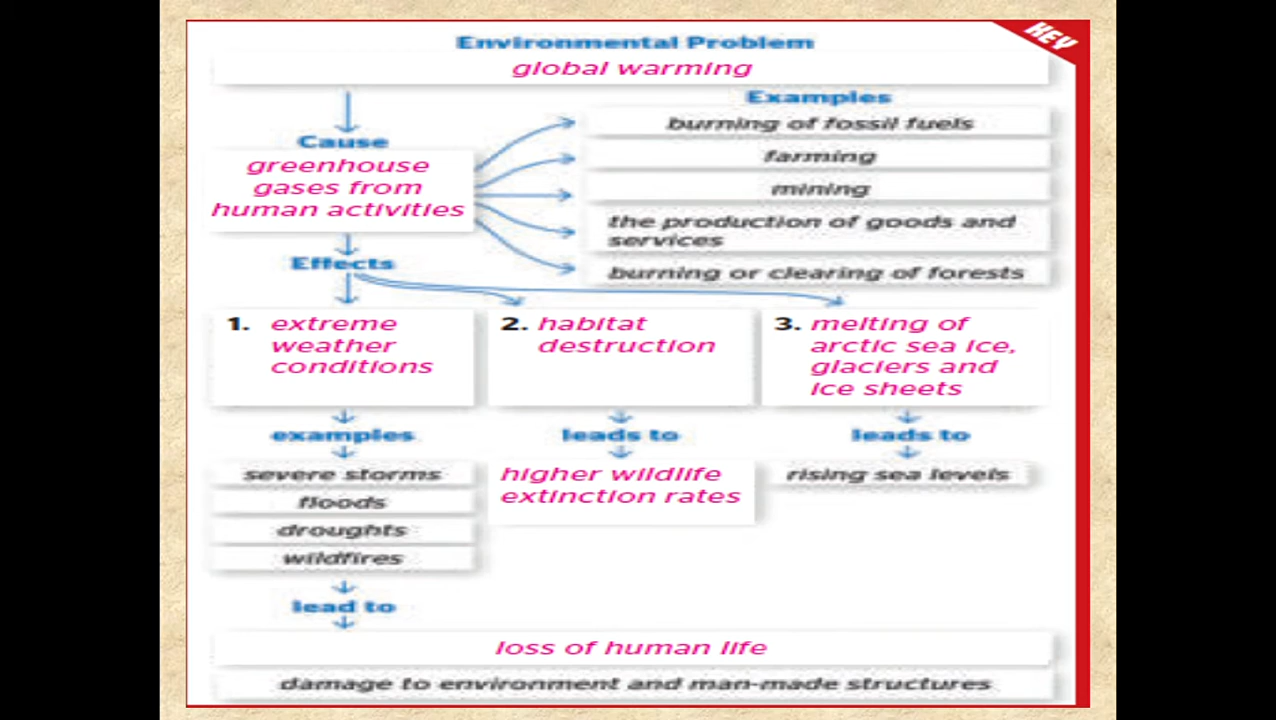 KEY
Environmental Problem
global warming
Examples
burning of fossil fuels
farming
mining
the production of goods and
services
burning or clearing of forests
Cause
greenhouse
gases from
human activities
Effects
1. extreme
weather
conditions
2. habitat
destruction
3. melting of
arctic sea ice,
glaciers and
ice sheets
examples
severe storms
floods
droughts
wildfires
leads to
higher wildlife
extinction rates
leads to
rising sea levels
lead to
loss of human life
damage to environment and man-made structures